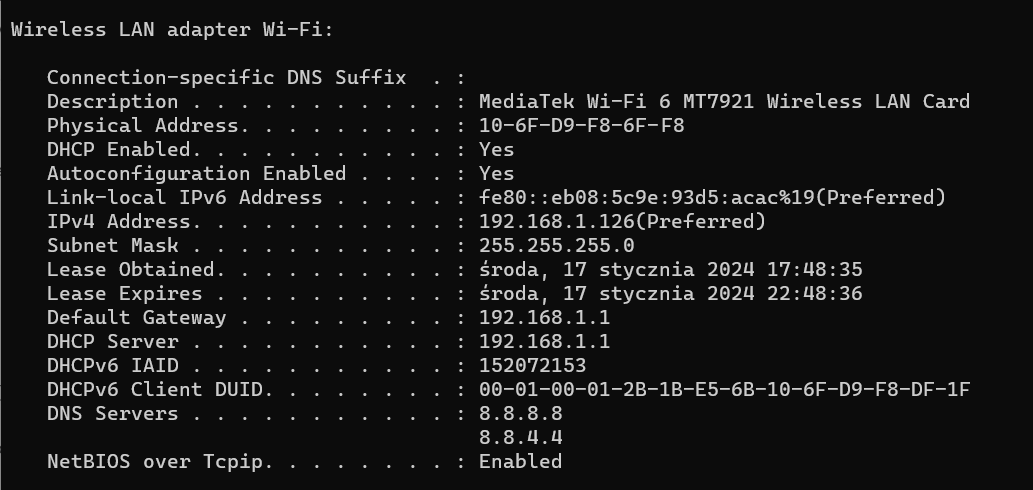 Wireless LAN adapter Wi-Fi:
Connection-specific DNS Suffix  . :
Description . . . . . . . . . . . : MediaTek Wi-Fi 6 MT7921 Wireless LAN Card
Physical Address. . . . . . . . . : 10-6F-D9-F8-6F-F8
DHCP Enabled. . . . . . . . . . . : Yes
Autoconfiguration Enabled . . . . : Yes
Link-local IPv6 Address . . . . . : fe80::eb08:5c9e:93d5:acac%19(Preferred)
IPv4 Address. . . . . . . . . . . : 192.168.1.126(Preferred)
Subnet Mask . . . . . . . . . . . : 255.255.255.0
Lease Obtained. . . . . . . . . . : środa, 17 stycznia 2024 17:48:35
Lease Expires . . . . . . . . . . : środa, 17 stycznia 2024 22:48:36
Default Gateway . . . . . . . . . : 192.168.1.1
DHCP Server . . . . . . . . . . . : 192.168.1.1
DHCPv6 IAID . . . . . . . . . . . : 152072153
DHCPv6 Client DUID. . . . . . . . : 00-01-00-01-2B-1B-E5-6B-10-6F-D9-F8-DF-1F
DNS Servers . . . . . . . . . . . : 8.8.8.8
8.8.4.4
NetBIOS over Tcpip. . . . . . . . : Enabled